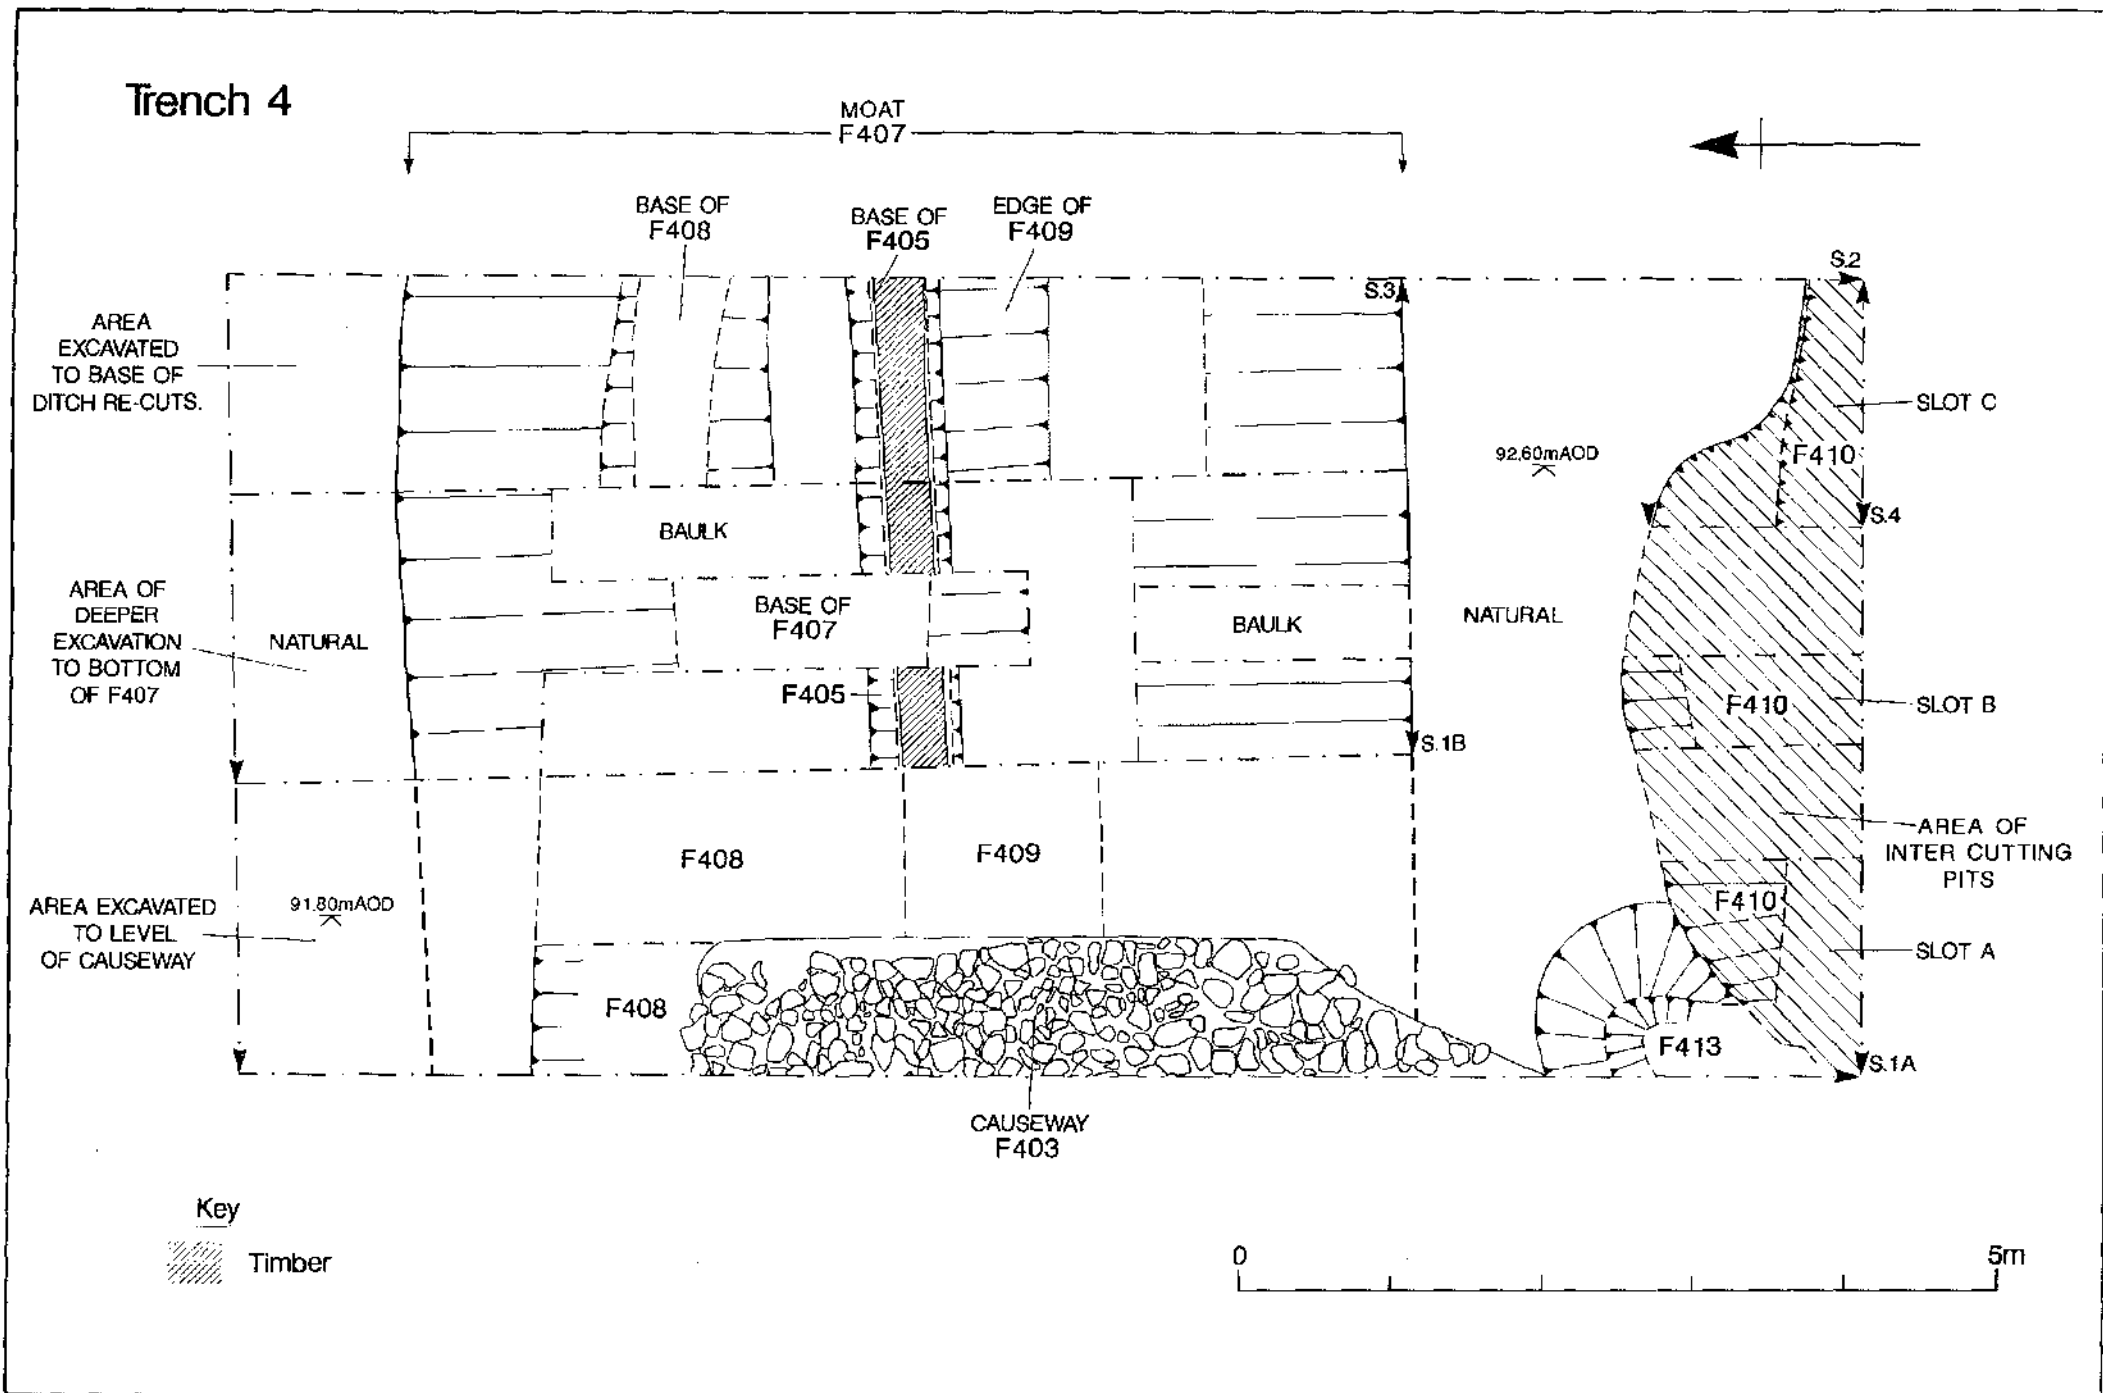 Trench 4
MOAT
F407
BASE OF
F408
BASE OF
F405
EDGE OF
F409
S.2
S.3
AREA
EXCAVATED
TO BASE OF
DITCH RE-CUTS.
SLOT C
92.60mAOD
F410
S.4
BAULK
AREA OF
DEEPER
EXCAVATION
TO BOTTOM
OF F407
NATURAL
BASE OF
F407
BAULK
NATURAL
F405
F410
SLOT B
S.1B
AREA OF
INTER CUTTING
PITS
F408
F409
F410
91.80mAOD
AREA EXCAVATED
TO LEVEL
OF CAUSEWAY
SLOT A
F408
F413
S.1A
CAUSEWAY
F403
Key
Timber
0 5m